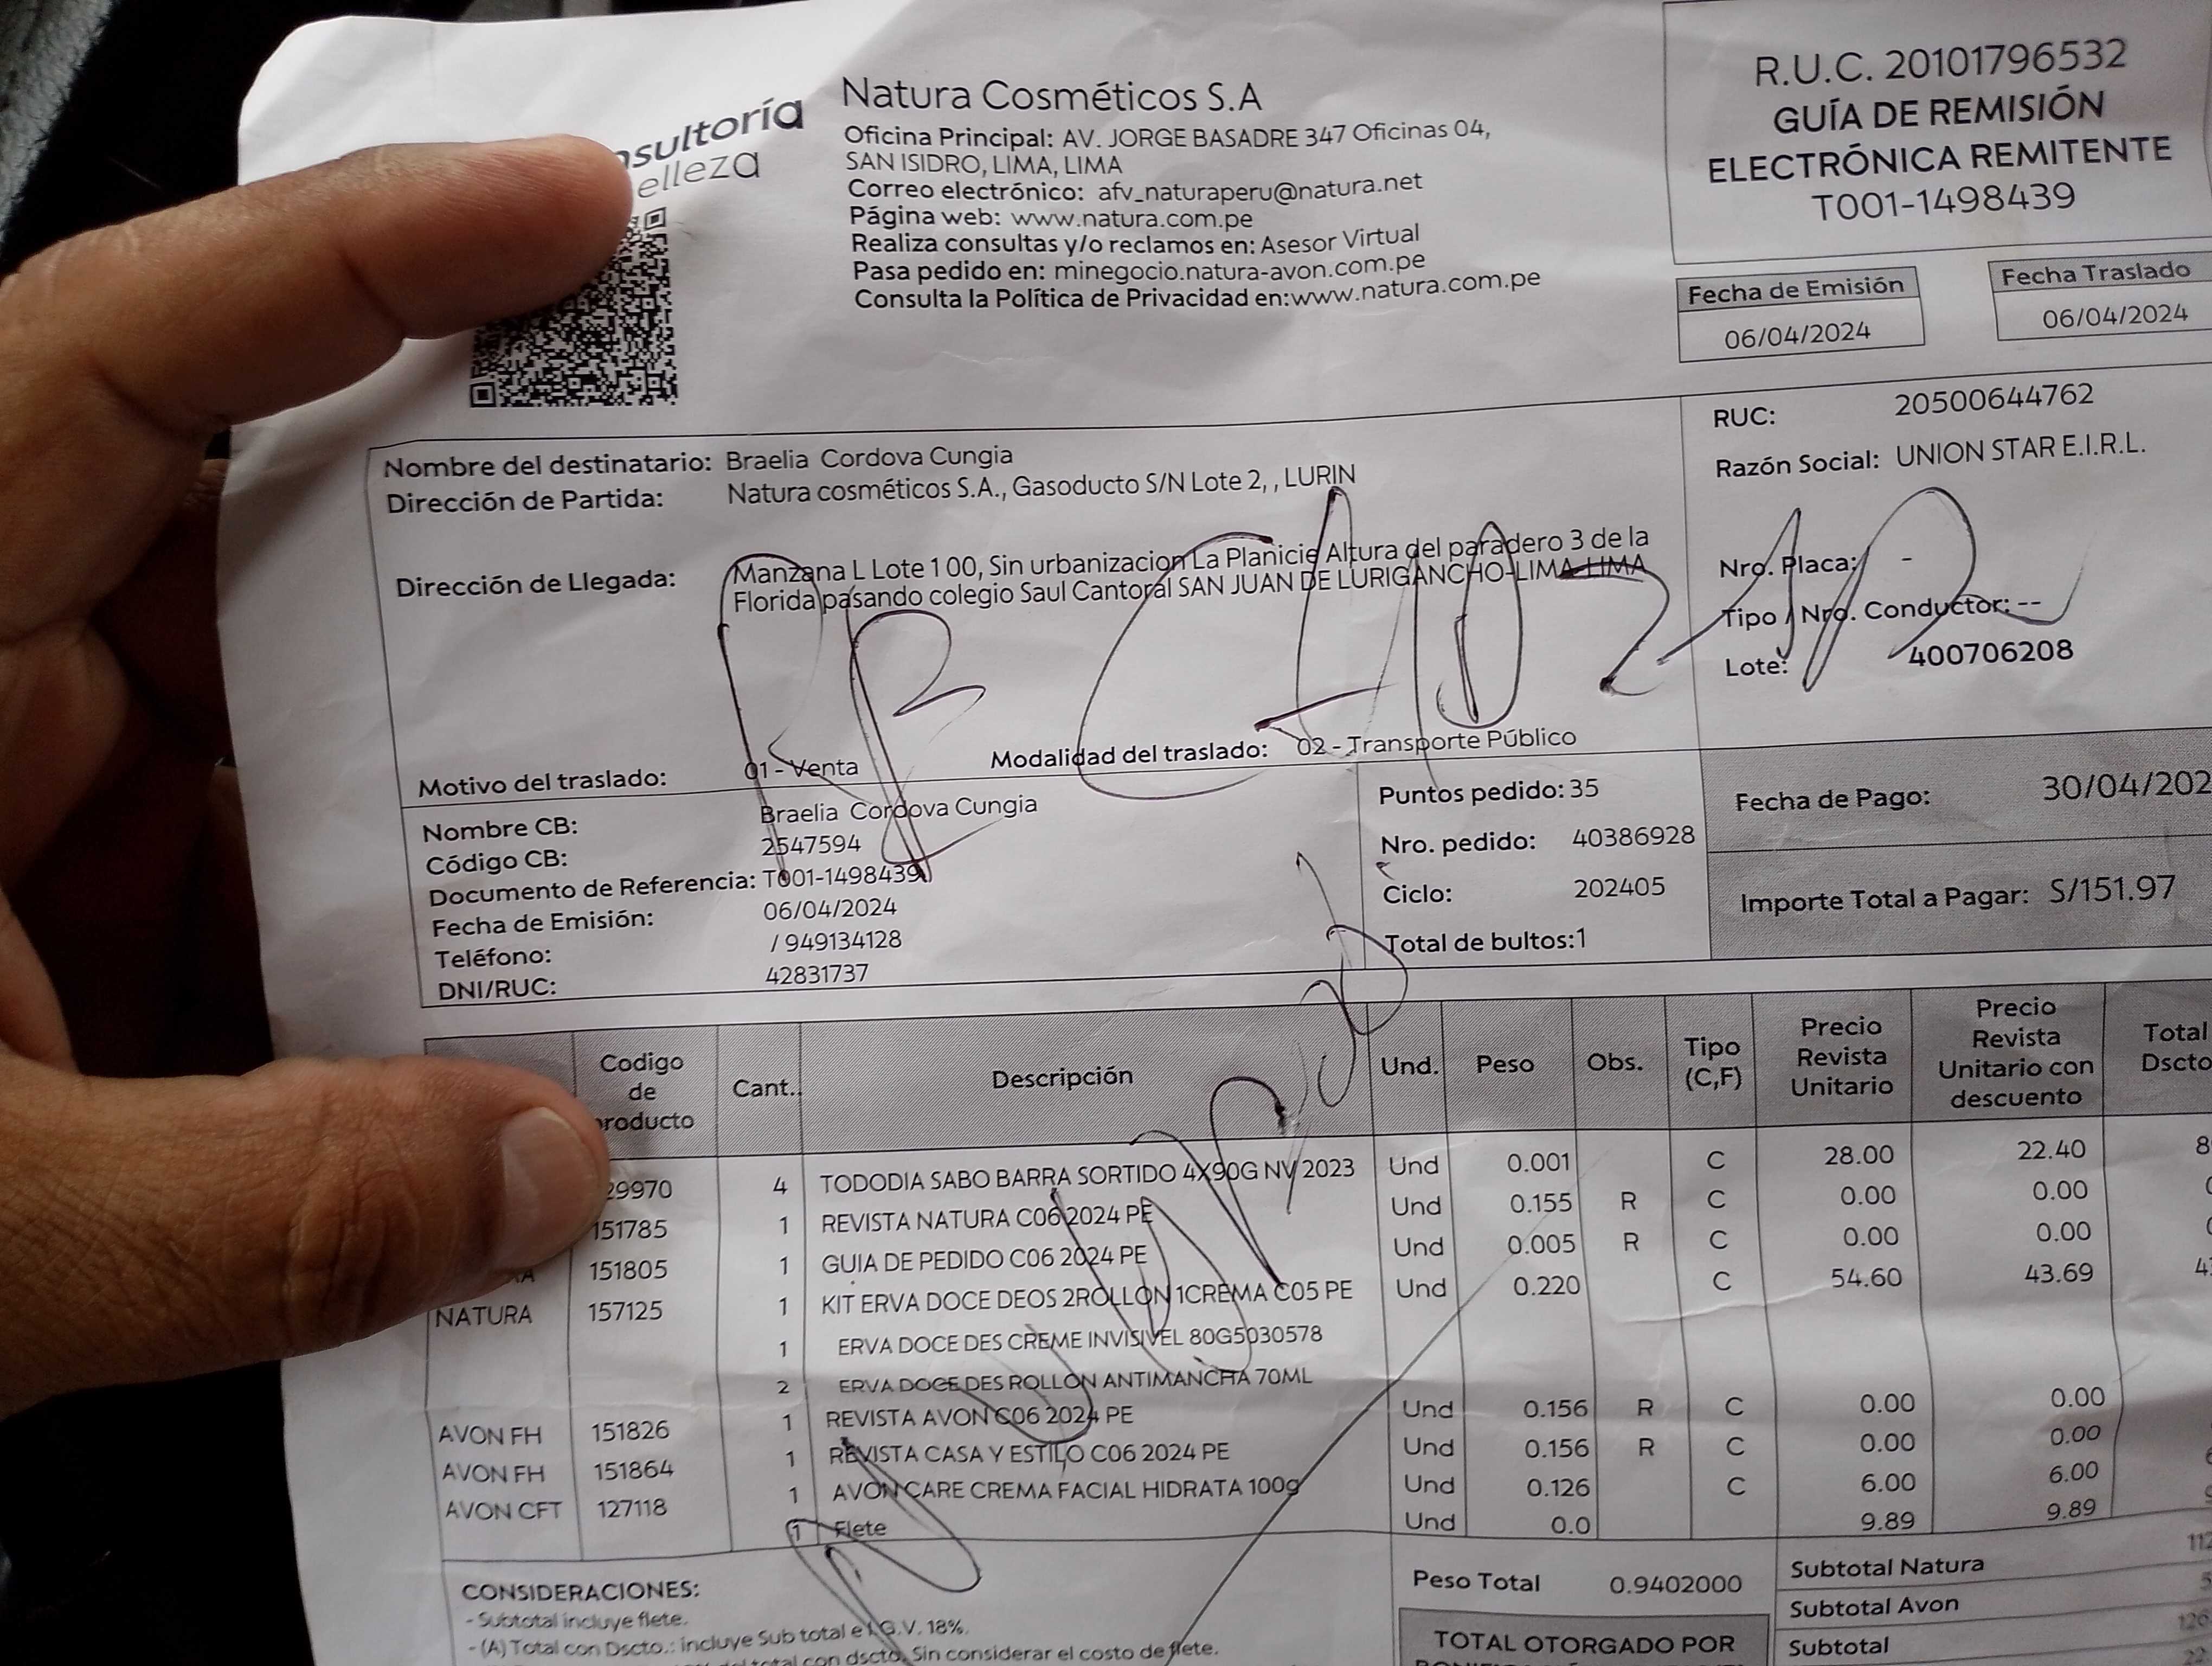 Natura Cosméticos S.A
Oficina Principal: AV. JORGE BASADRE 347 Oficinas 04,
SAN ISIDRO, LIMA, LIMA
Correo electrónico: afv_naturaperu@natura.net
Página web: www.natura.com.pe
Realiza consultas y/o reclamos en: Asesor Virtual
Pasa pedido en: minegocio.natura-avon.com.pe
Consulta la Política de Privacidad en:www.natura.com.pe
R.U.C. 20101796532
GUÍA DE REMISIÓN
ELECTRÓNICA REMITENTE
T001-1498439
Fecha de Emisión
06/04/2024
Fecha Traslado
06/04/2024
Nombre del destinatario: Braelia Cordova Cungia
Dirección de Partida: Natura cosméticos S.A., Gasoducto S/N Lote 2, , LURIN
Dirección de Llegada: Manzana L Lote 1 00, Sin urbanizacion La Planicie Altura del paradero 3 de la
Florida pasando colegio Saul Cantoral SAN JUAN DE LURIGANCHO-LIMA-LIMA
Motivo del traslado: 01 - Venta Modalidad del traslado: 02 - Transporte Público
RUC: 20500644762
Razón Social: UNION STAR E.I.R.L.
Nro. Placa: -
Tipo / Nro. Conductor: --
Lote: 400706208
Nombre CB: Braelia Cordova Cungia
Código CB: 2547594
Documento de Referencia: T001-1498439
Fecha de Emisión: 06/04/2024
Teléfono: / 949134128
DNI/RUC: 42831737
Puntos pedido: 35
Nro. pedido: 40386928
Ciclo: 202405
Total de bultos:1
Fecha de Pago: 30/04/202
Importe Total a Pagar: S/151.97
Codigo de producto Cant. Descripción Und. Peso Obs. Tipo (C,F) Precio Revista Unitario Precio Revista Unitario con descuento Total Dscto
29970 4 TODODIA SABO BARRA SORTIDO 4X90G NV 2023 Und 0.001 C 28.00 22.40 8
151785 1 REVISTA NATURA C06 2024 PE Und 0.155 R C 0.00 0.00
151805 1 GUIA DE PEDIDO C06 2024 PE Und 0.005 R C 0.00 0.00
NATURA 157125 1 KIT ERVA DOCE DEOS 2ROLLON 1CREMA C05 PE Und 0.220 C 54.60 43.69
1 ERVA DOCE DES CREME INVISIVEL 80G5030578
2 ERVA DOCE DES ROLLON ANTIMANCHA 70ML
AVON FH 151826 1 REVISTA AVON C06 2024 PE Und 0.156 R C 0.00 0.00
AVON FH 151864 1 REVISTA CASA Y ESTILO C06 2024 PE Und 0.156 R C 0.00 0.00
AVON CFT 127118 1 AVON CARE CREMA FACIAL HIDRATA 100g Und 0.126 C 6.00 6.00
1 Flete Und 0.0 9.89 9.89
CONSIDERACIONES:
- Subtotal incluye flete.
- (A) Total con Dscto.: incluye Sub total e I.G.V. 18%.
total con dscto. Sin considerar el costo de flete.
Peso Total 0.9402000
TOTAL OTORGADO POR
Subtotal Natura
Subtotal Avon
Subtotal